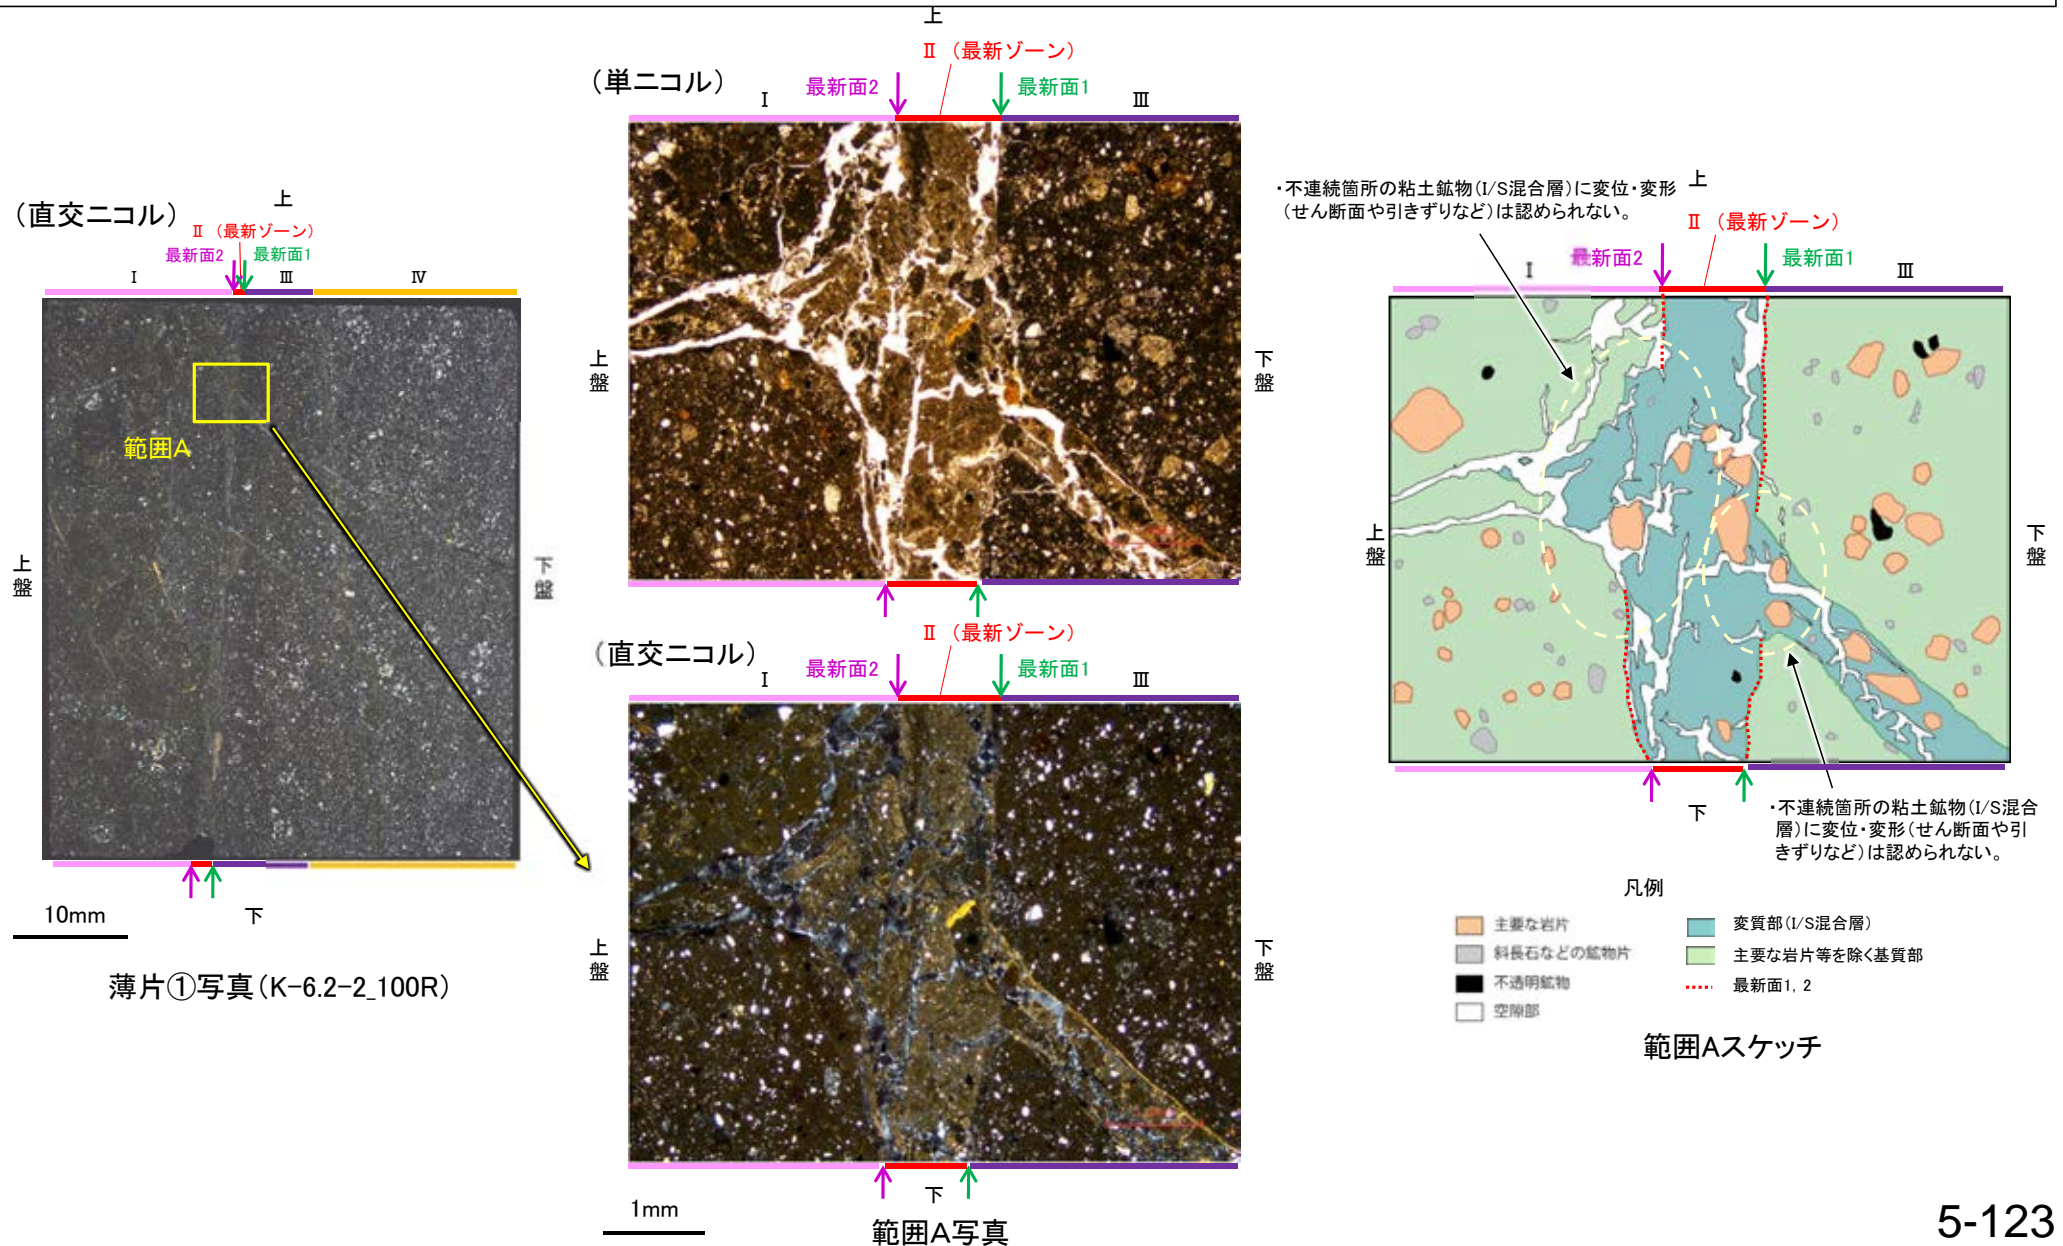 (直交ニコル)
上
Ⅱ (最新ゾーン)
最新面2
最新面1
Ⅰ
Ⅲ
Ⅳ
範囲A
上盤
下盤
10mm
下
薄片①写真(K-6.2-2_100R)
上
Ⅱ (最新ゾーン)
(単ニコル)
最新面2
最新面1
Ⅰ
Ⅲ
上盤
下盤
Ⅱ (最新ゾーン)
(直交ニコル)
最新面2
最新面1
Ⅰ
Ⅲ
上盤
下盤
下
1mm
範囲A写真
・不連続箇所の粘土鉱物(I/S混合層)に変位・変形
(せん断面や引きずりなど)は認められない。
上
Ⅱ (最新ゾーン)
最新面2
最新面1
Ⅰ
Ⅲ
上盤
下盤
下
・不連続箇所の粘土鉱物(I/S混合
層)に変位・変形(せん断面や引
きずりなど)は認められない。
凡例
主要な岩片
変質部(I/S混合層)
斜長石などの鉱物片
主要な岩片等を除く基質部
不透明鉱物
最新面1, 2
空隙部
範囲Aスケッチ
5-123